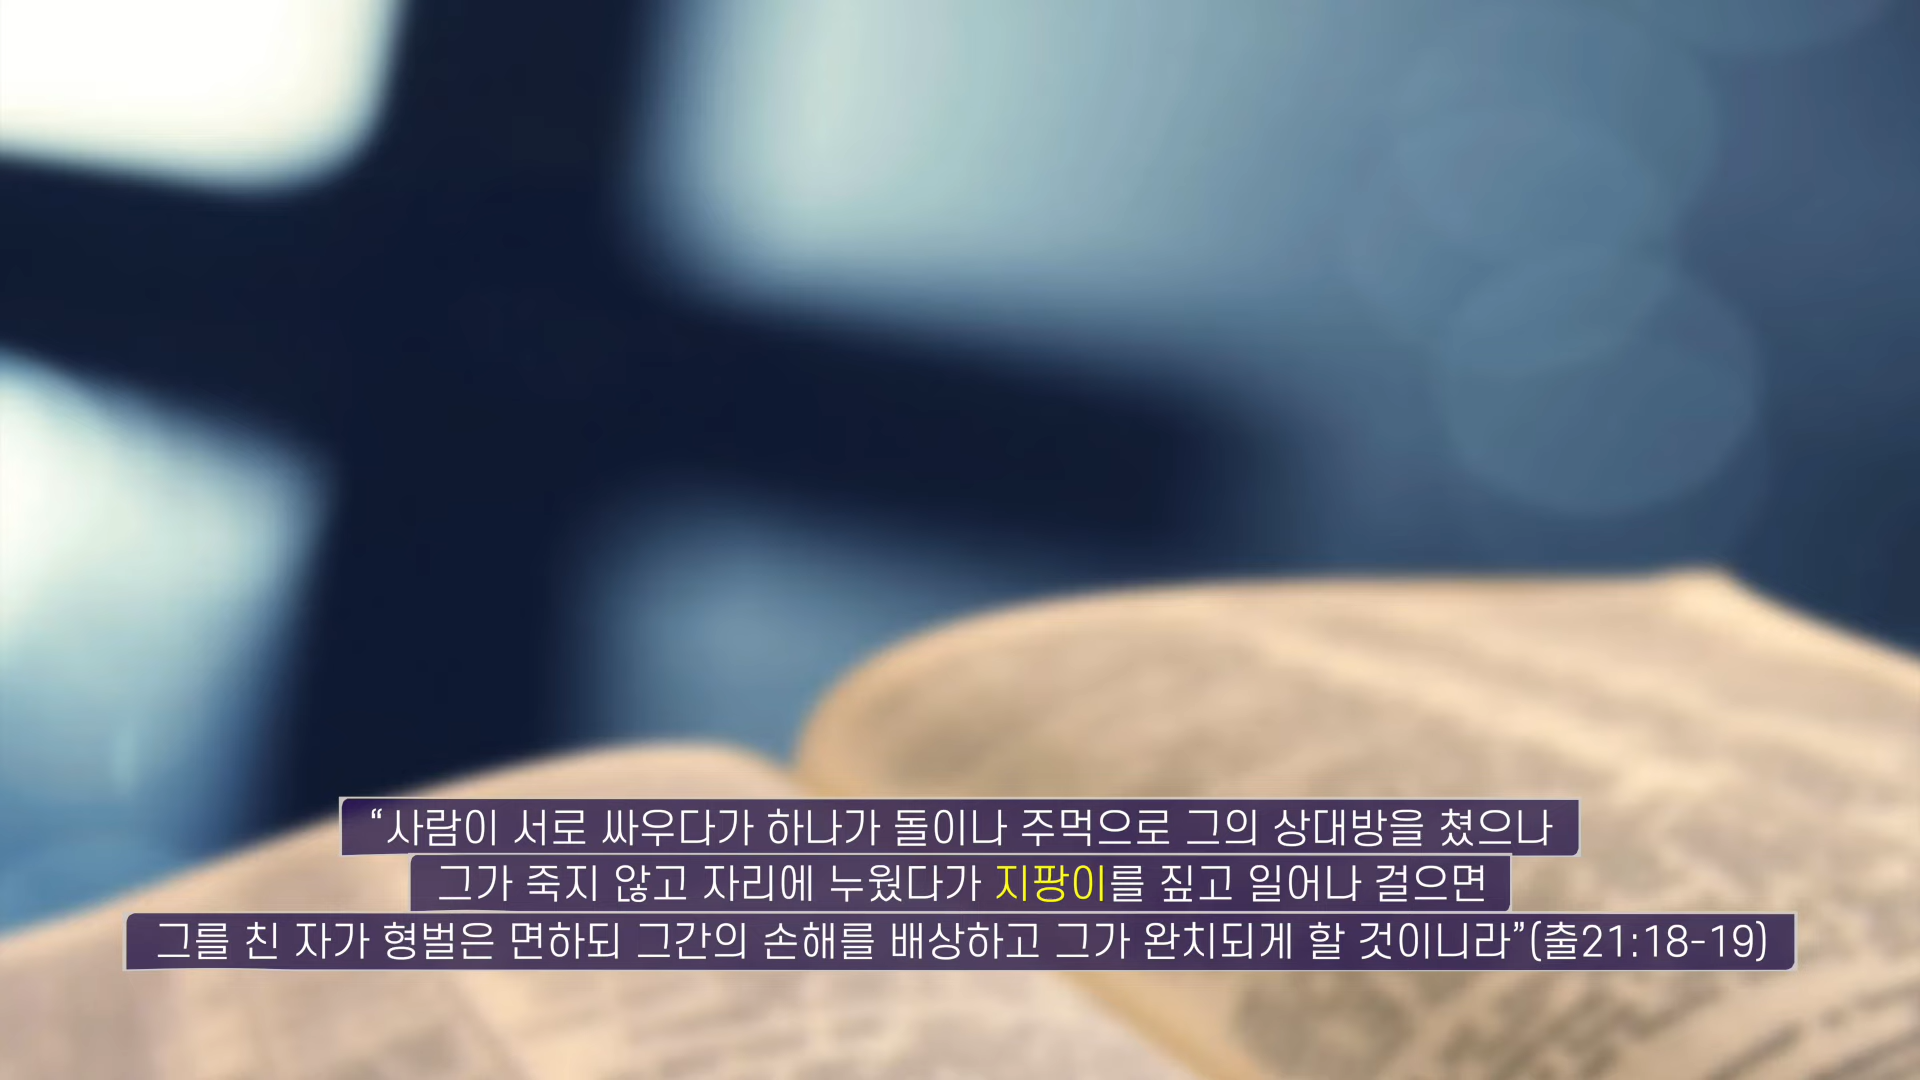 “사람이 서로 싸우다가 하나가 돌이나 주먹으로 그의 상대방을 쳤으나
그가 죽지 않고 자리에 누웠다가 지팡이를 짚고 일어나 걸으면
그를 친 자가 형벌은 면하되 그간의 손해를 배상하고 그가 완치되게 할 것이니라”(출21:18-19)